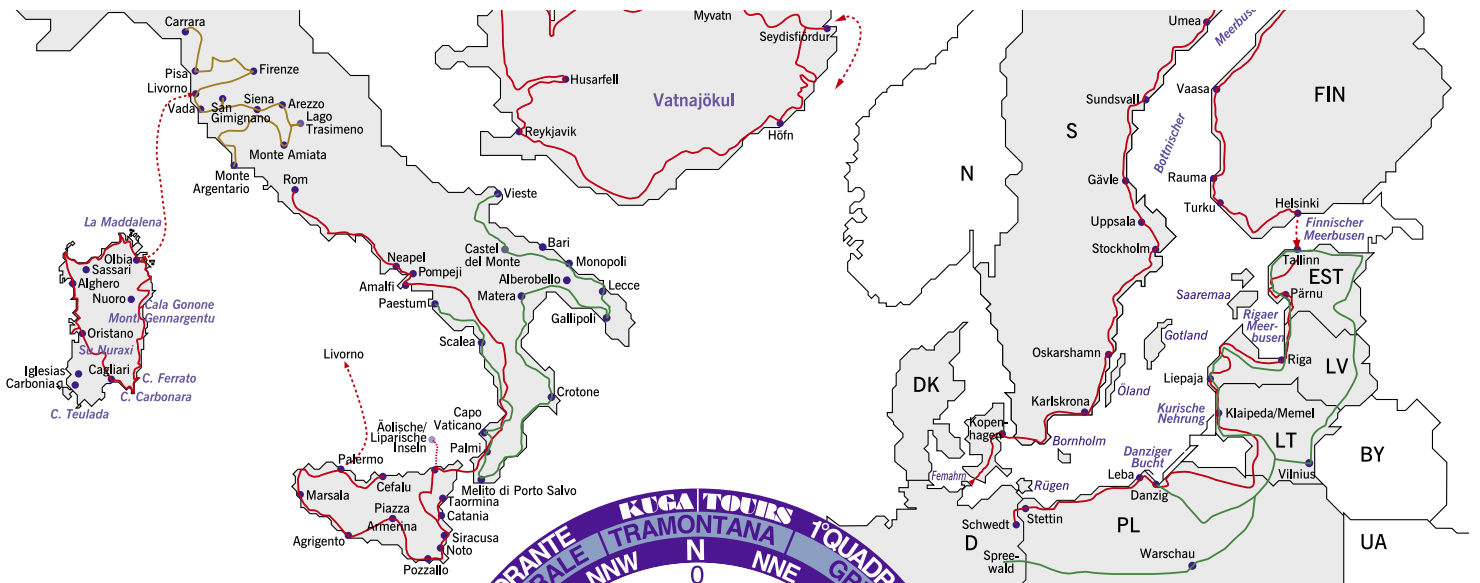 Carrara
Pisa
Firenze
Livorno
Vada
San
Gimignano
Siena
Arezzo
Lago
Trasimeno
Monte Amiata
Monte
Argentario
Rom
La Maddalena
Olbia
Sassari
Alghero
Nuoro
Cala Gonone
Monti Gennargentu
Oristano
Su Nuraxi
Iglesias
Carbonia
Cagliari
C. Ferrato
C. Carbonara
C. Teulada
Vieste
Castel
del Monte
Bari
Monopoli
Alberobello
Matera
Lecce
Gallipoli
Neapel
Pompeji
Amalfi
Paestum
Scalea
Crotone
Capo
Vaticano
Palmi
Melito di Porto Salvo
Livorno
Äolische/
Liparische
Inseln
Palermo
Cefalu
Marsala
Piazza
Armerina
Agrigento
Taormina
Catania
Siracusa
Noto
Pozzallo
Myvatn
Seydisfjördur
Husarfell
Vatnajökul
Reykjavik
Höfn
KUGA TOURS
TRAMONTANA
1°QUADR
NNW
N
NNE
0
Umea
Sundsvall
S
N
Bottnischer
Vaasa
FIN
Gävle
Rauma
Uppsala
Turku
Helsinki
Stockholm
Finnischer
Meerbusen
Tallinn
EST
Saaremaa
Pärnu
Rigaer
Meer-
busen
Gotland
Riga
LV
Oskarshamn
Liepaja
Öland
DK
Karlskrona
Kurische
Nehrung
Klaipeda/Memel
LT
BY
Kopen-
hagen
Bornholm
Danziger
Bucht
Vilnius
Femahrn
Rügen
Leba
Danzig
Stettin
Schwedt
PL
D
Spree-
wald
Warschau
UA